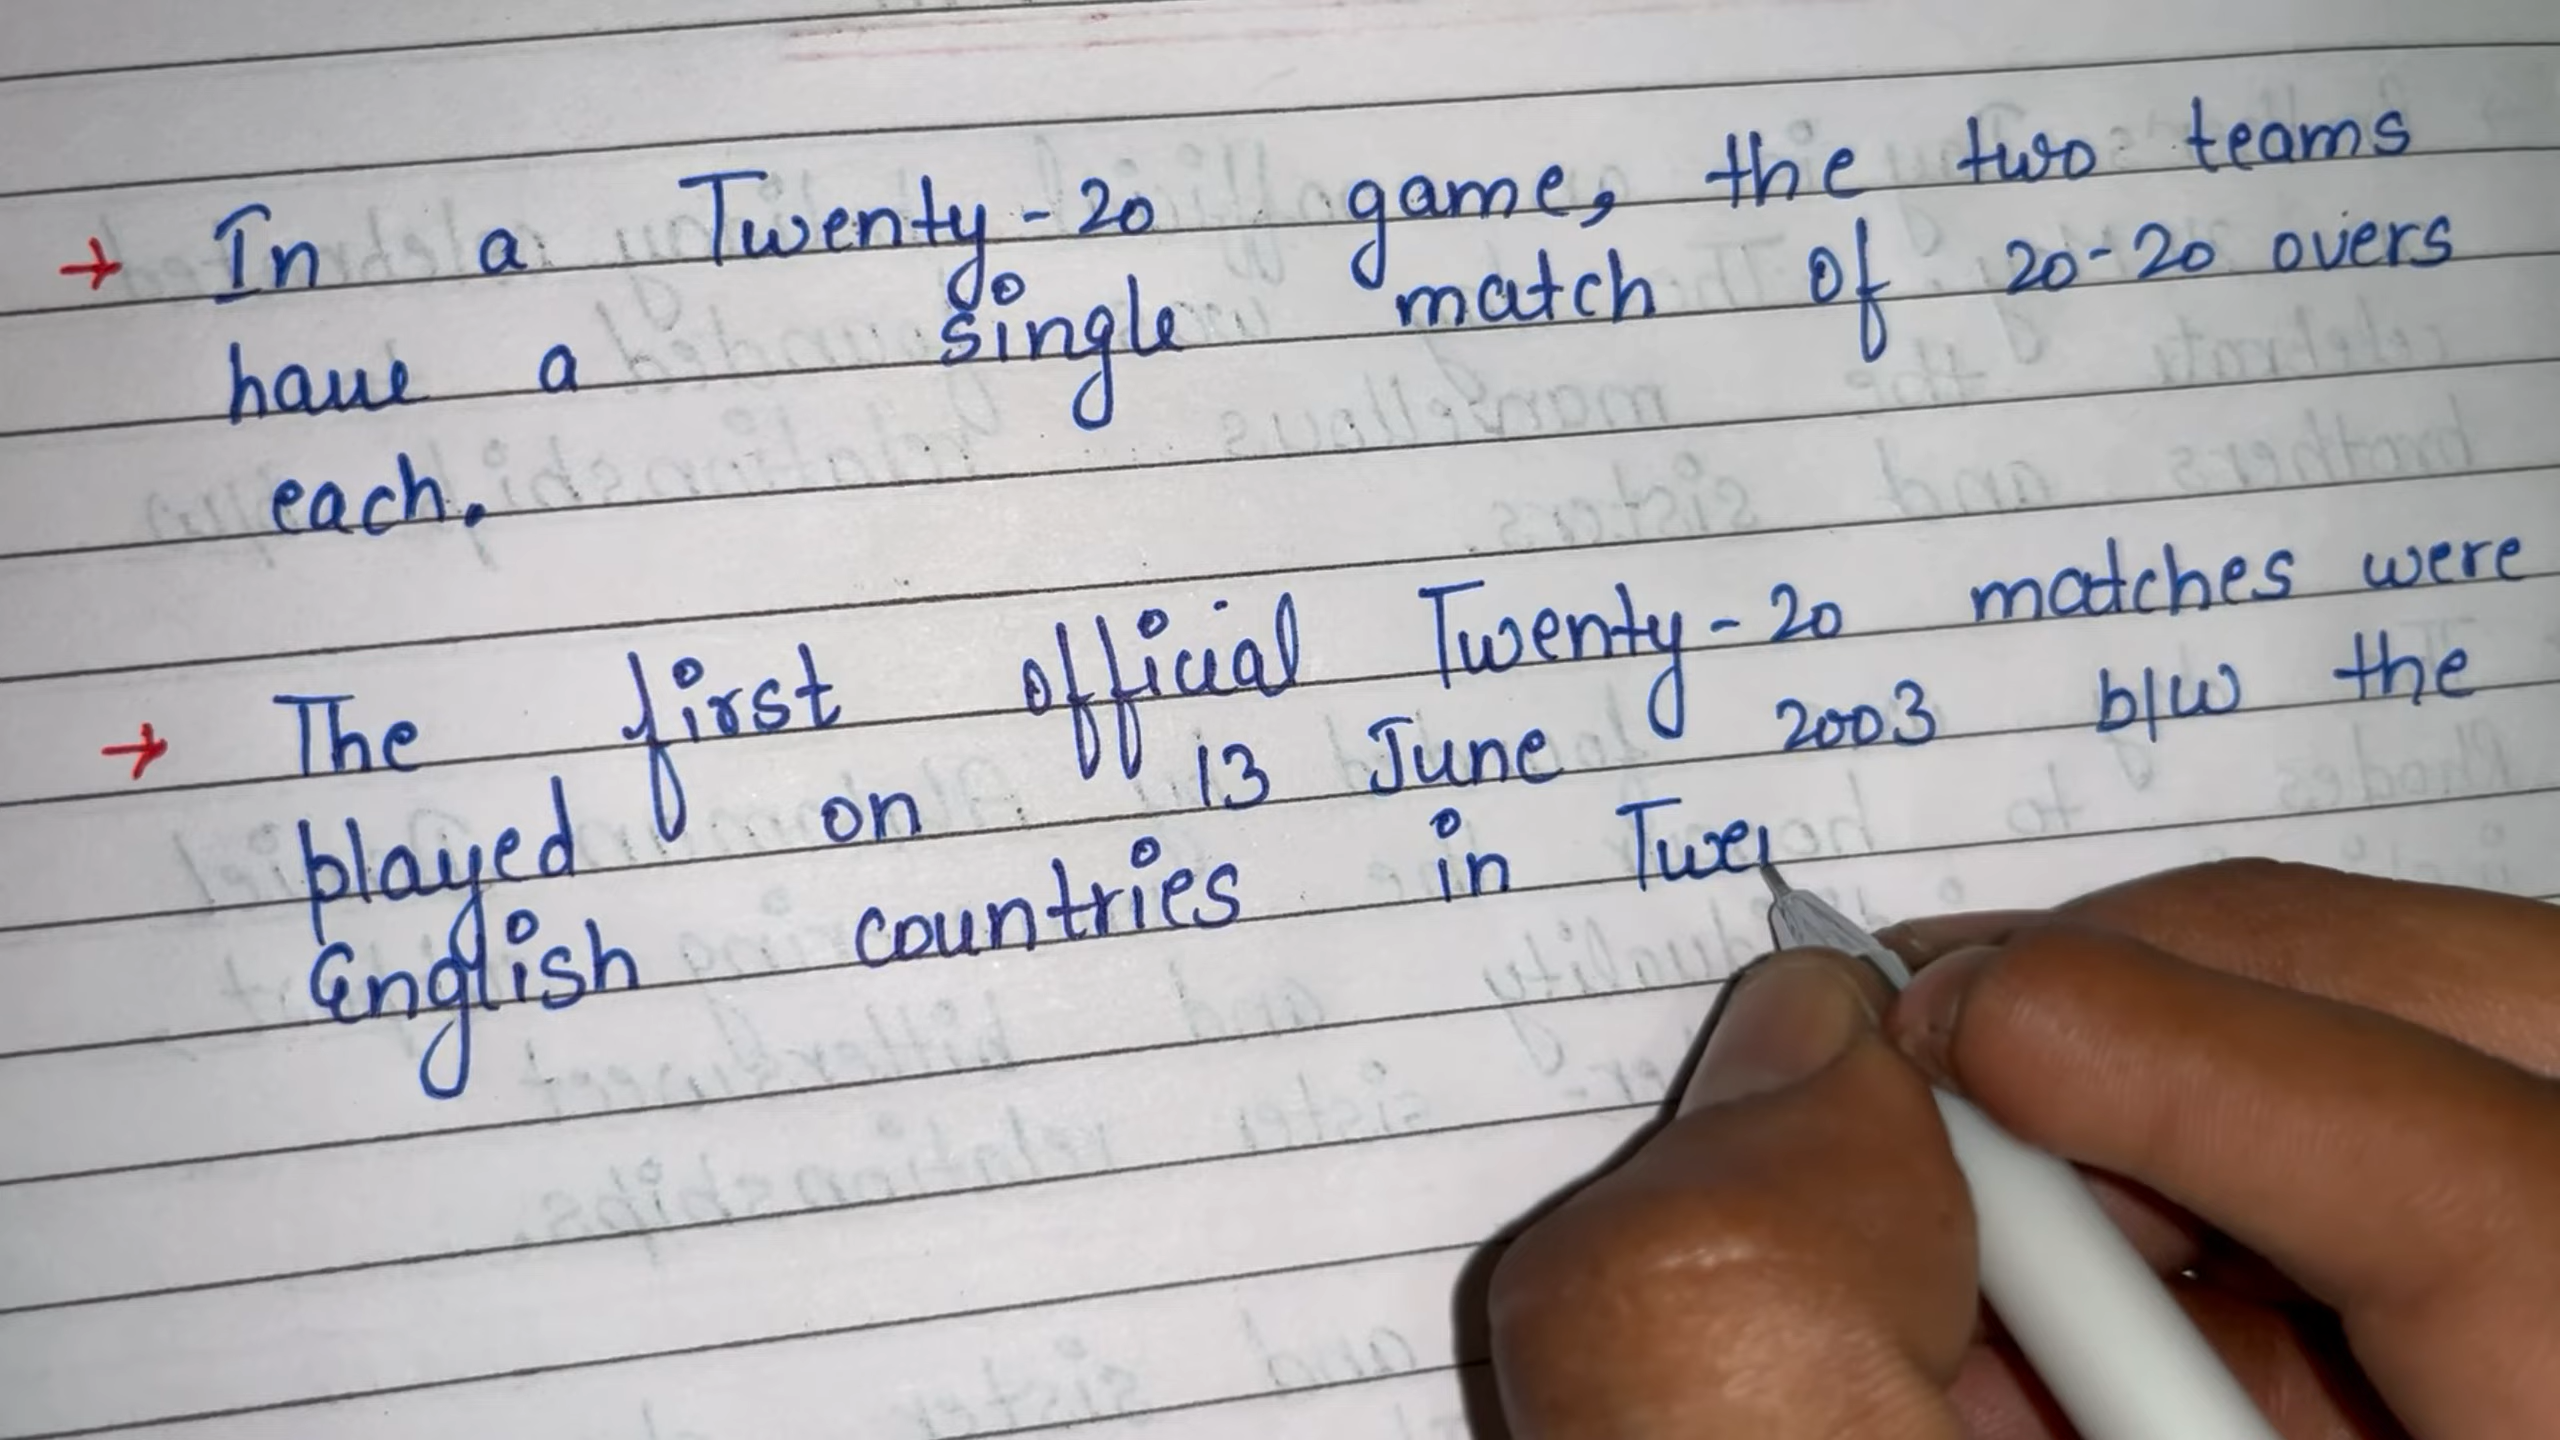 → In a Twenty-20 game, the two teams
have a single match of 20-20 overs
each.
→ The first official Twenty-20 matches were
played on 13 June 2003 b/w the
English countries in Twe